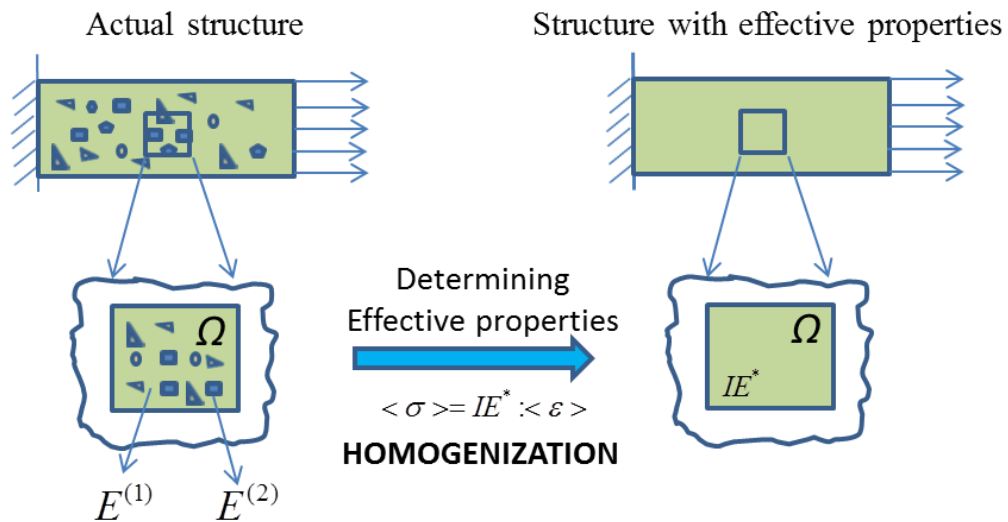 Actual structure
Structure with effective properties
Determining
Effective properties
< σ >= IE* :< ε >
HOMOGENIZATION
Ω
E(1)
E(2)
Ω
IE*